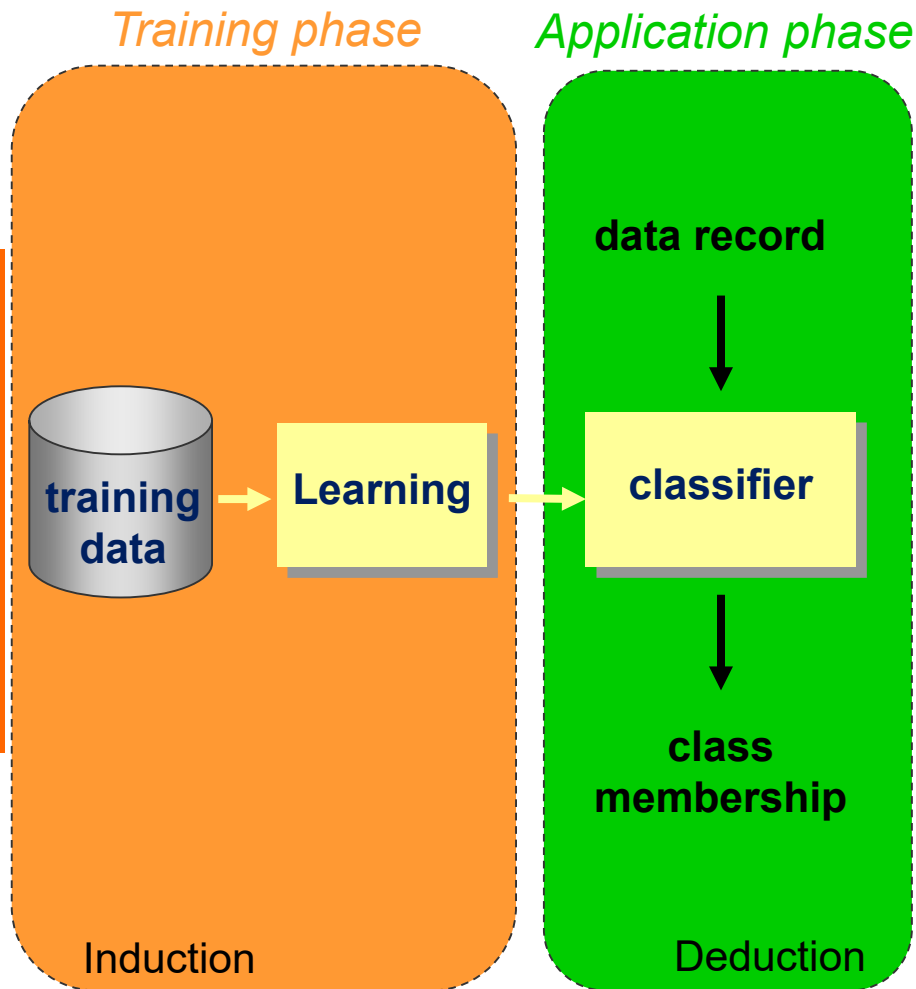 Training phase
Application phase
data record
training
data
Learning
classifier
class
membership
Induction
Deduction